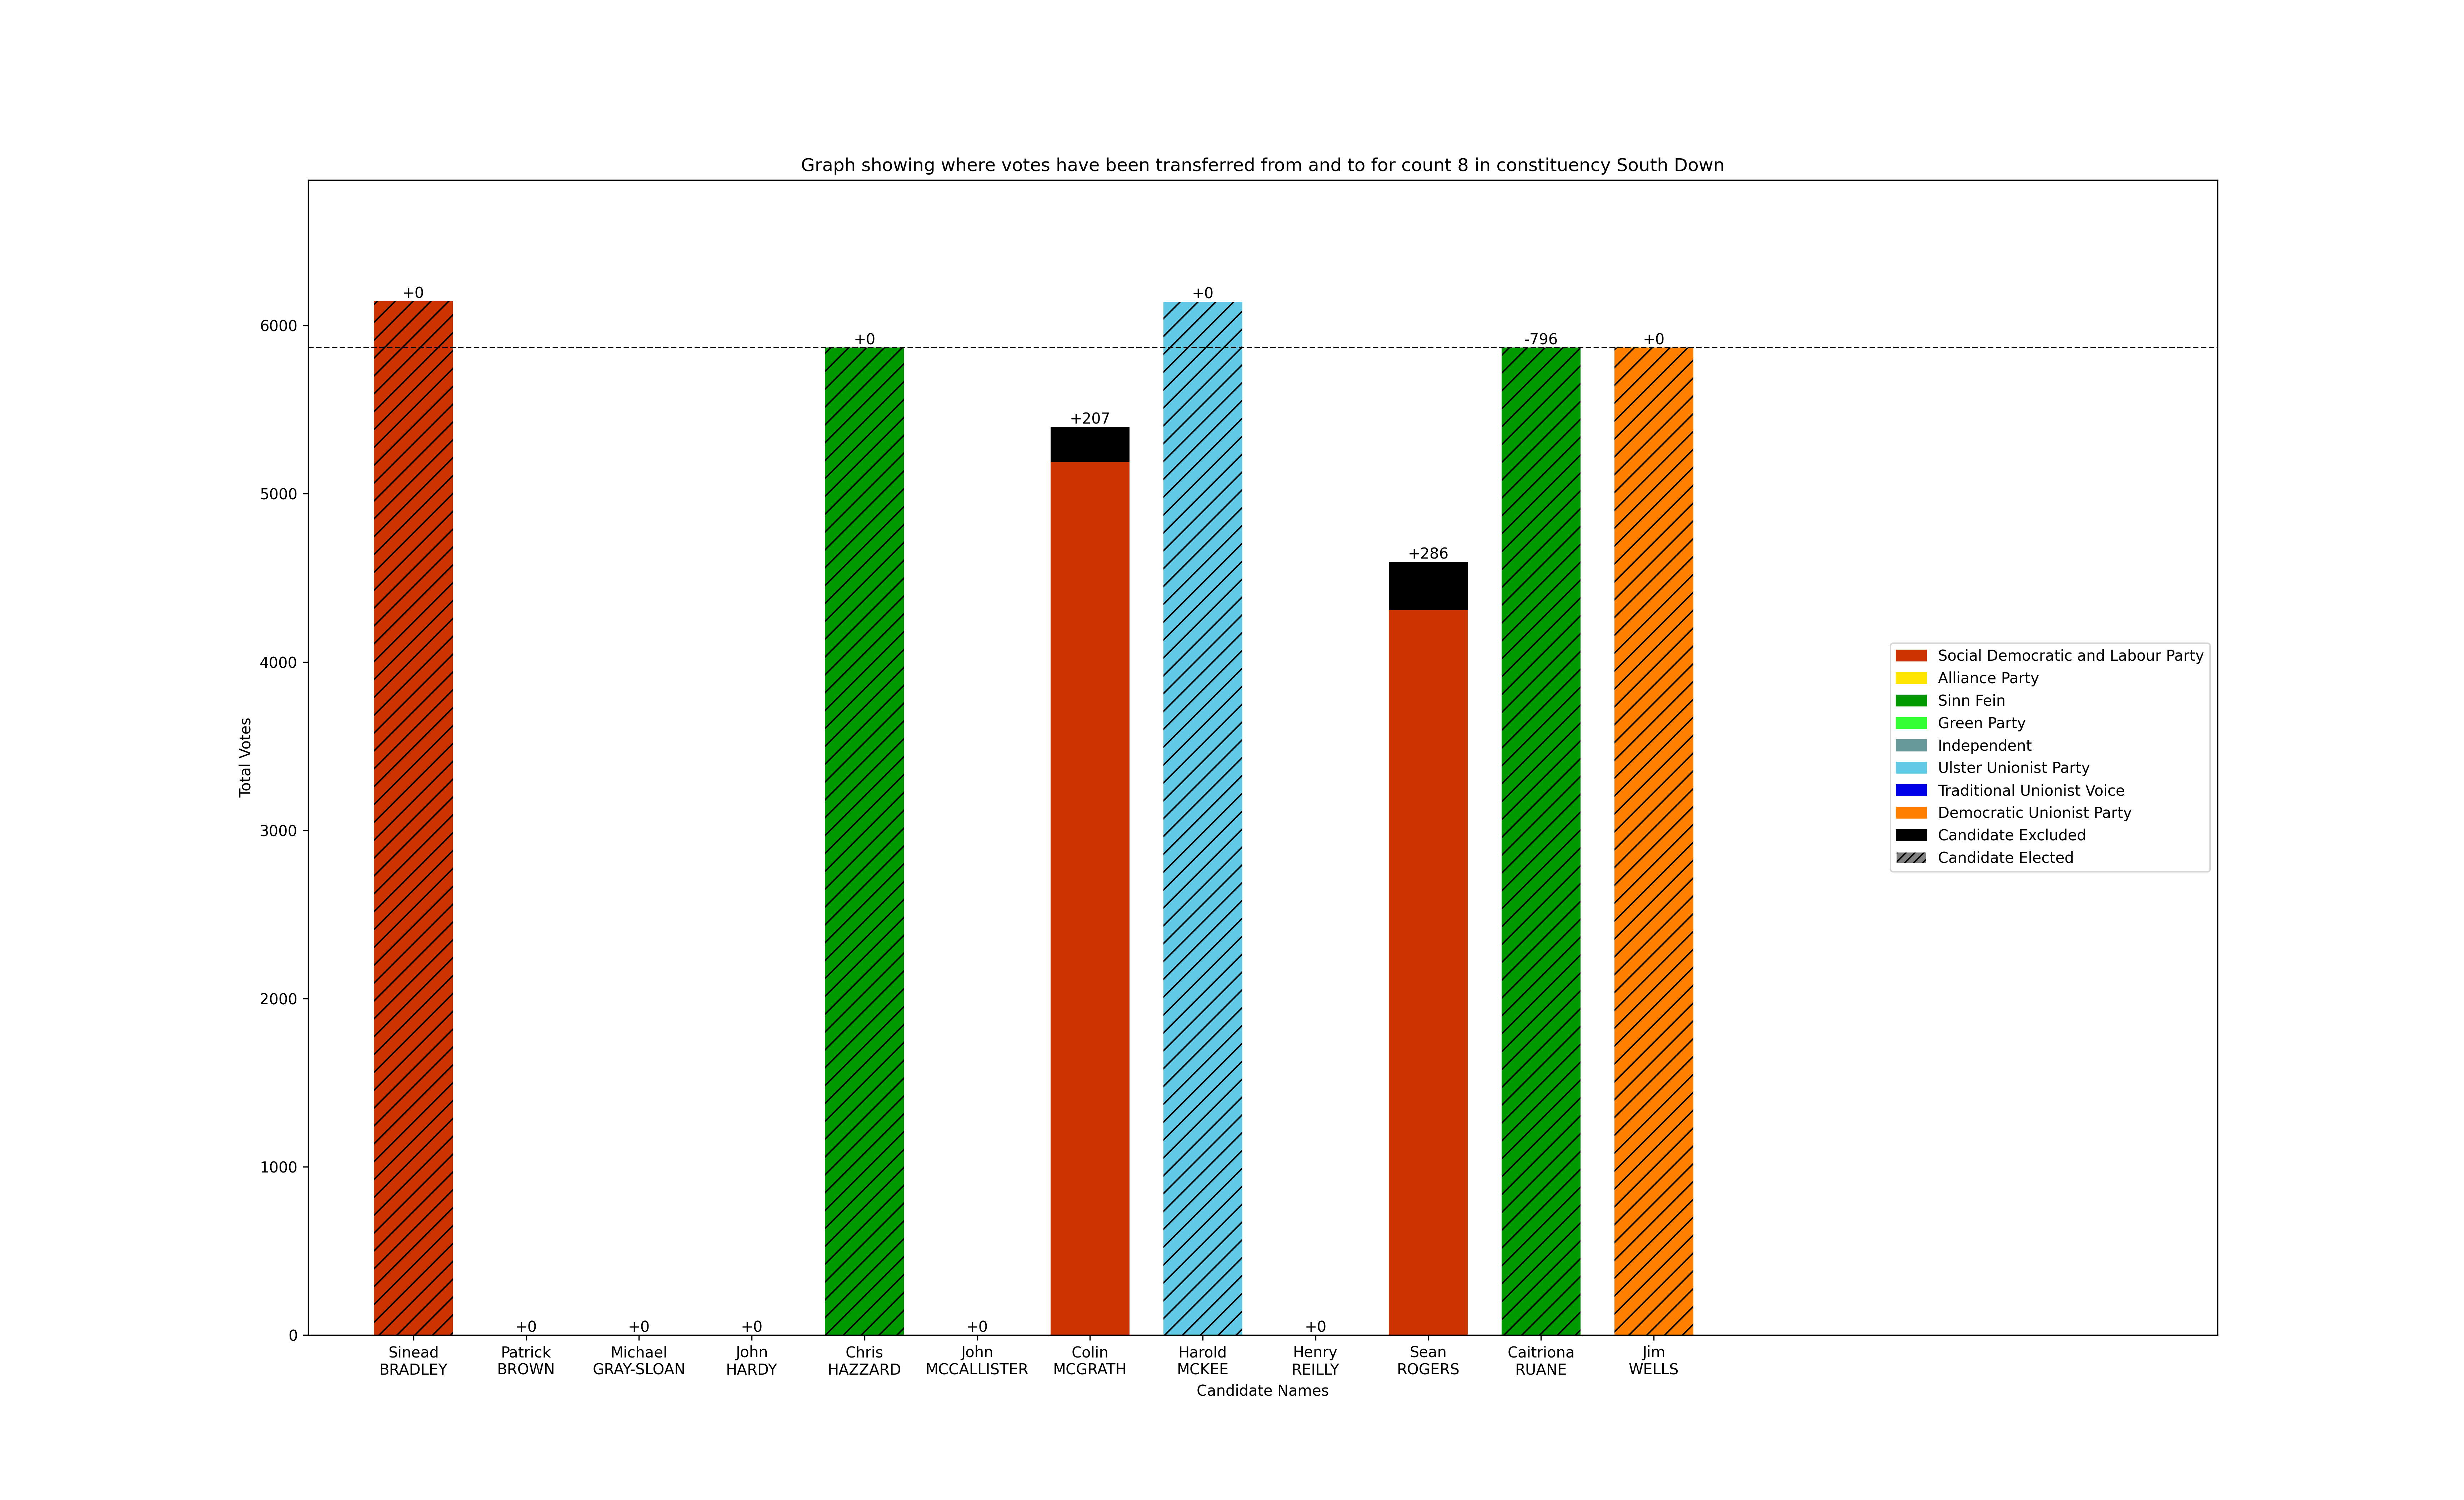 Graph showing where votes have been transferred from and to for count 8 in constituency South Down
Total Votes
6000
5000
4000
3000
2000
1000
0
+0
+0
+0
+0
+0
+0
+207
+0
+0
+286
-796
+0
Sinead
BRADLEY
Patrick
BROWN
Michael
GRAY-SLOAN
John
HARDY
Chris
HAZZARD
John
MCCALLISTER
Colin
MCGRATH
Harold
MCKEE
Henry
REILLY
Sean
ROGERS
Caitriona
RUANE
Jim
WELLS
Candidate Names
Social Democratic and Labour Party
Alliance Party
Sinn Fein
Green Party
Independent
Ulster Unionist Party
Traditional Unionist Voice
Democratic Unionist Party
Candidate Excluded
Candidate Elected